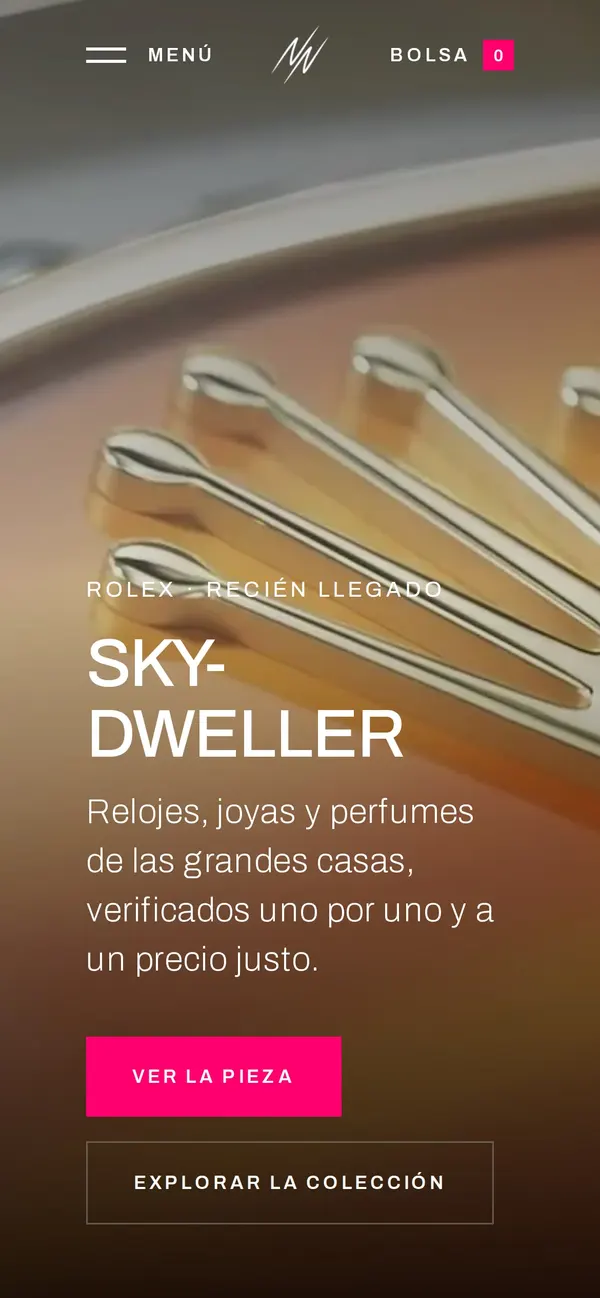 MENÚ
BOLSA 0
ROLEX · RECIÉN LLEGADO
SKY-
DWELLER
Relojes, joyas y perfumes
de las grandes casas,
verificados uno por uno y a
un precio justo.
VER LA PIEZA
EXPLORAR LA COLECCIÓN